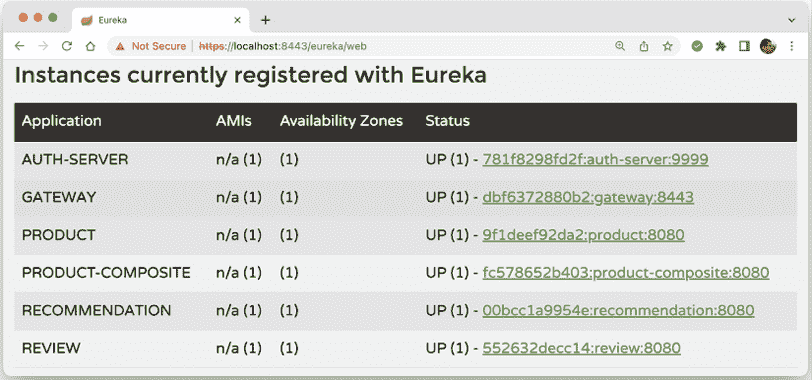 Eureka
Not Secure https://localhost:8443/eureka/web
Instances currently registered with Eureka
Application AMIs Availability Zones Status
AUTH-SERVER n/a (1) (1) UP (1) - 781f8298fd2f:auth-server:9999
GATEWAY n/a (1) (1) UP (1) - dbf6372880b2:gateway:8443
PRODUCT n/a (1) (1) UP (1) - 9f1deef92da2:product:8080
PRODUCT-COMPOSITE n/a (1) (1) UP (1) - fc578652b403:product-composite:8080
RECOMMENDATION n/a (1) (1) UP (1) - 00bcc1a9954e:recommendation:8080
REVIEW n/a (1) (1) UP (1) - 552632decc14:review:8080